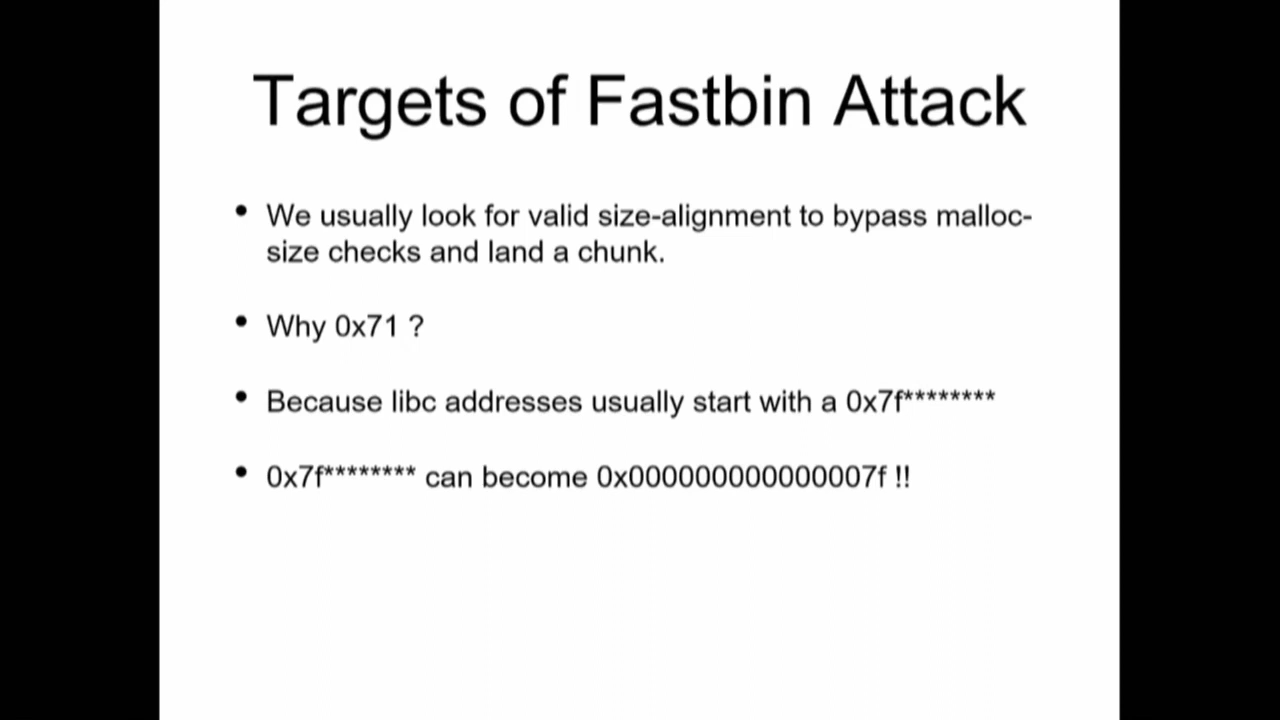 Targets of Fastbin Attack
• We usually look for valid size-alignment to bypass malloc-
size checks and land a chunk.
• Why 0x71 ?
• Because libc addresses usually start with a 0x7f********
• 0x7f******** can become 0x000000000000007f !!